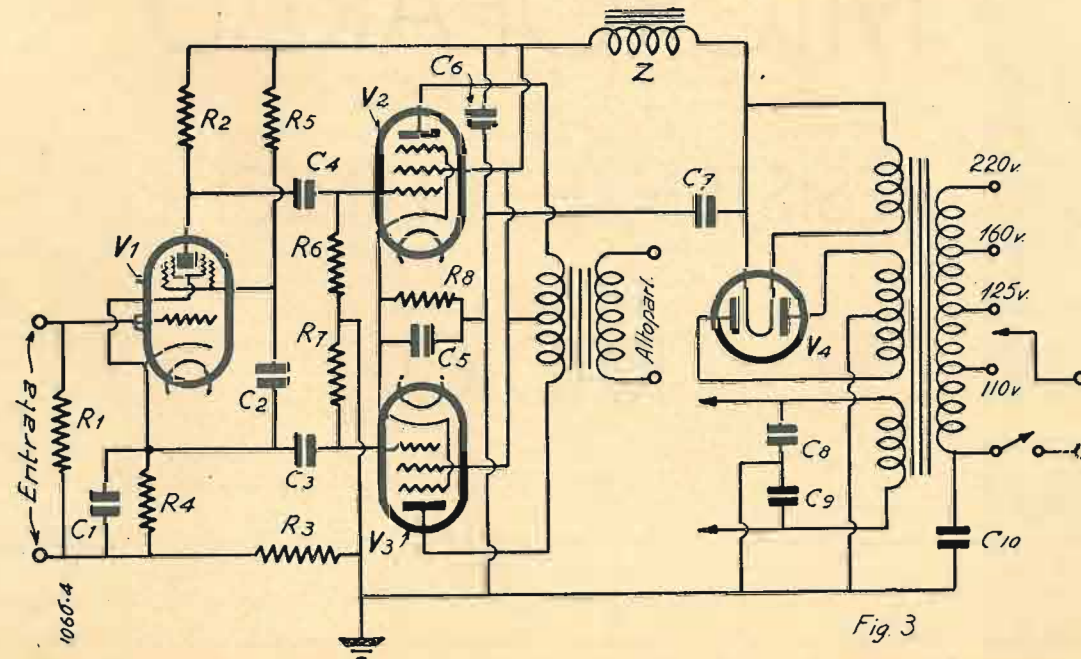 Z
C6
V2
R2
R5
C4
220v.
C7
160v.
V1
R6
125v.
R8
V4
Altoparl.
R7
110v
C5
C2
Entrata
R1
C8
C3
C9
R4
C1
R3
V3
C10
1060·4
Fig. 3